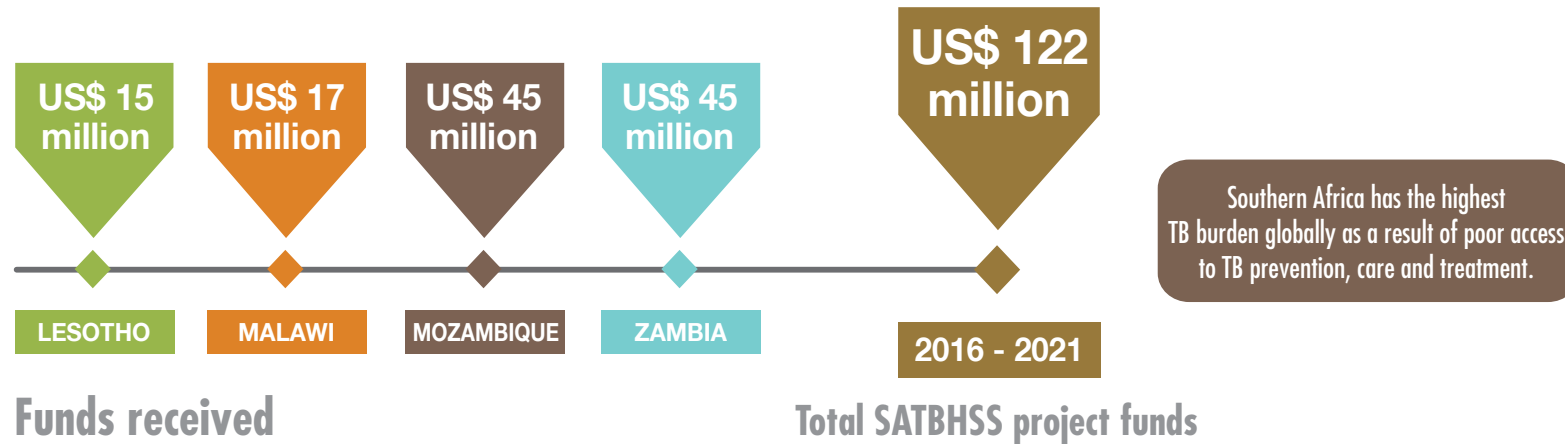 US$ 15
million
US$ 17
million
US$ 45
million
US$ 45
million
US$ 122
million
Southern Africa has the highest
TB burden globally as a result of poor access
to TB prevention, care and treatment.
LESOTHO
MALAWI
MOZAMBIQUE
ZAMBIA
2016 - 2021
Funds received
Total SATBHSS project funds